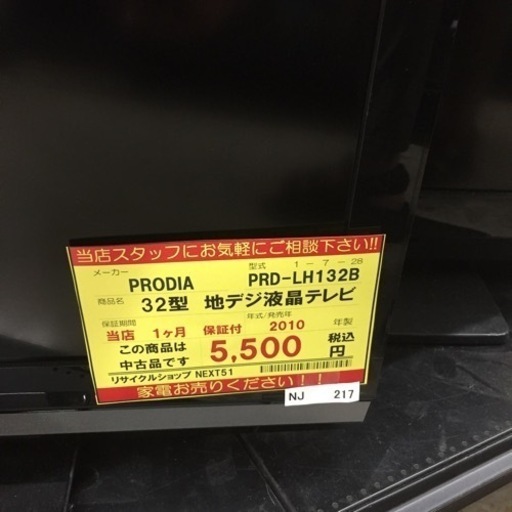 当店スタッフにお気軽にご相談下さい!!
メーカー 型式 1-7-28
PRODIA PRD-LH132B
商品名 32型 地デジ液晶テレビ
保証期間 年式/発売年
当店 1ヶ月 保証付 2010 年製
この商品は
中古品です
5,500 税込
円
リサイクルショップ NEXT51
家電お売りください!!
NJ 217